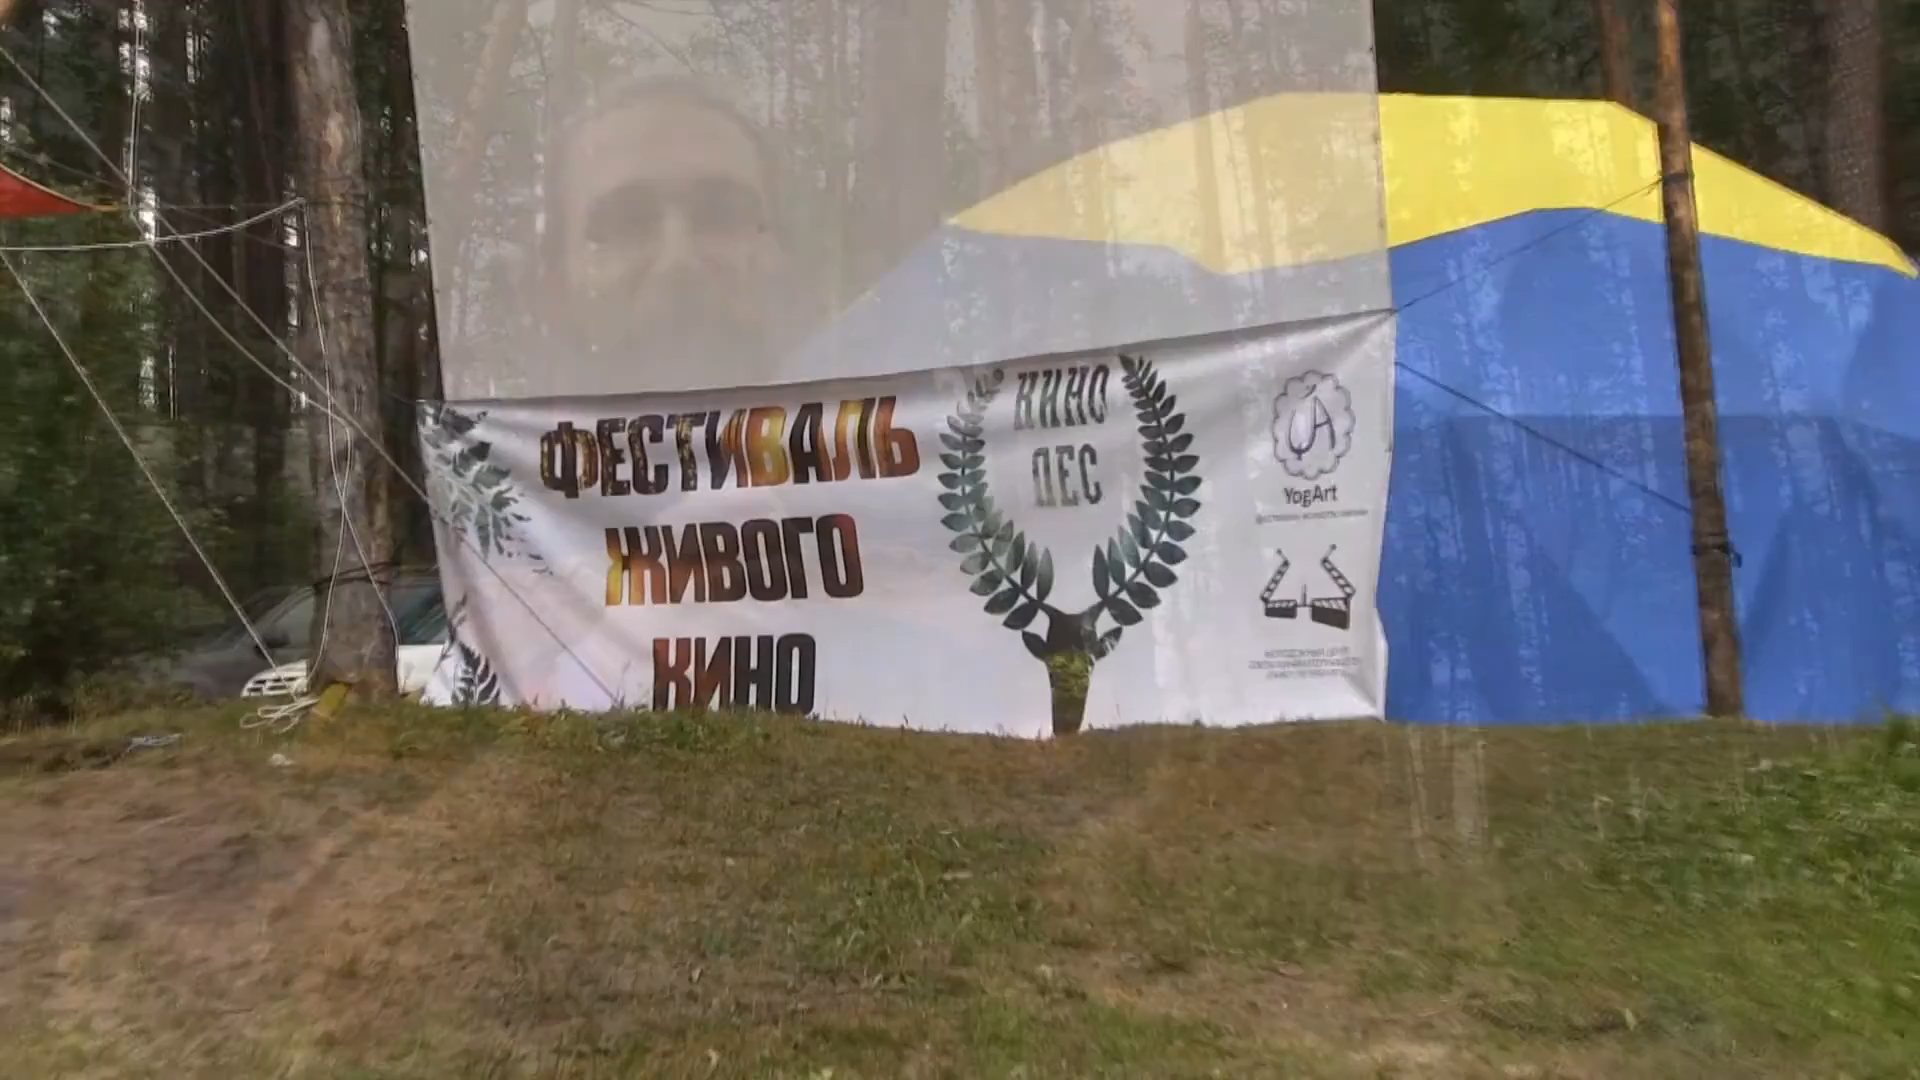 ФЕСТИВАЛЬ
ЖИВОГО
КИНО
КИНО
ЛЕС
YogArt